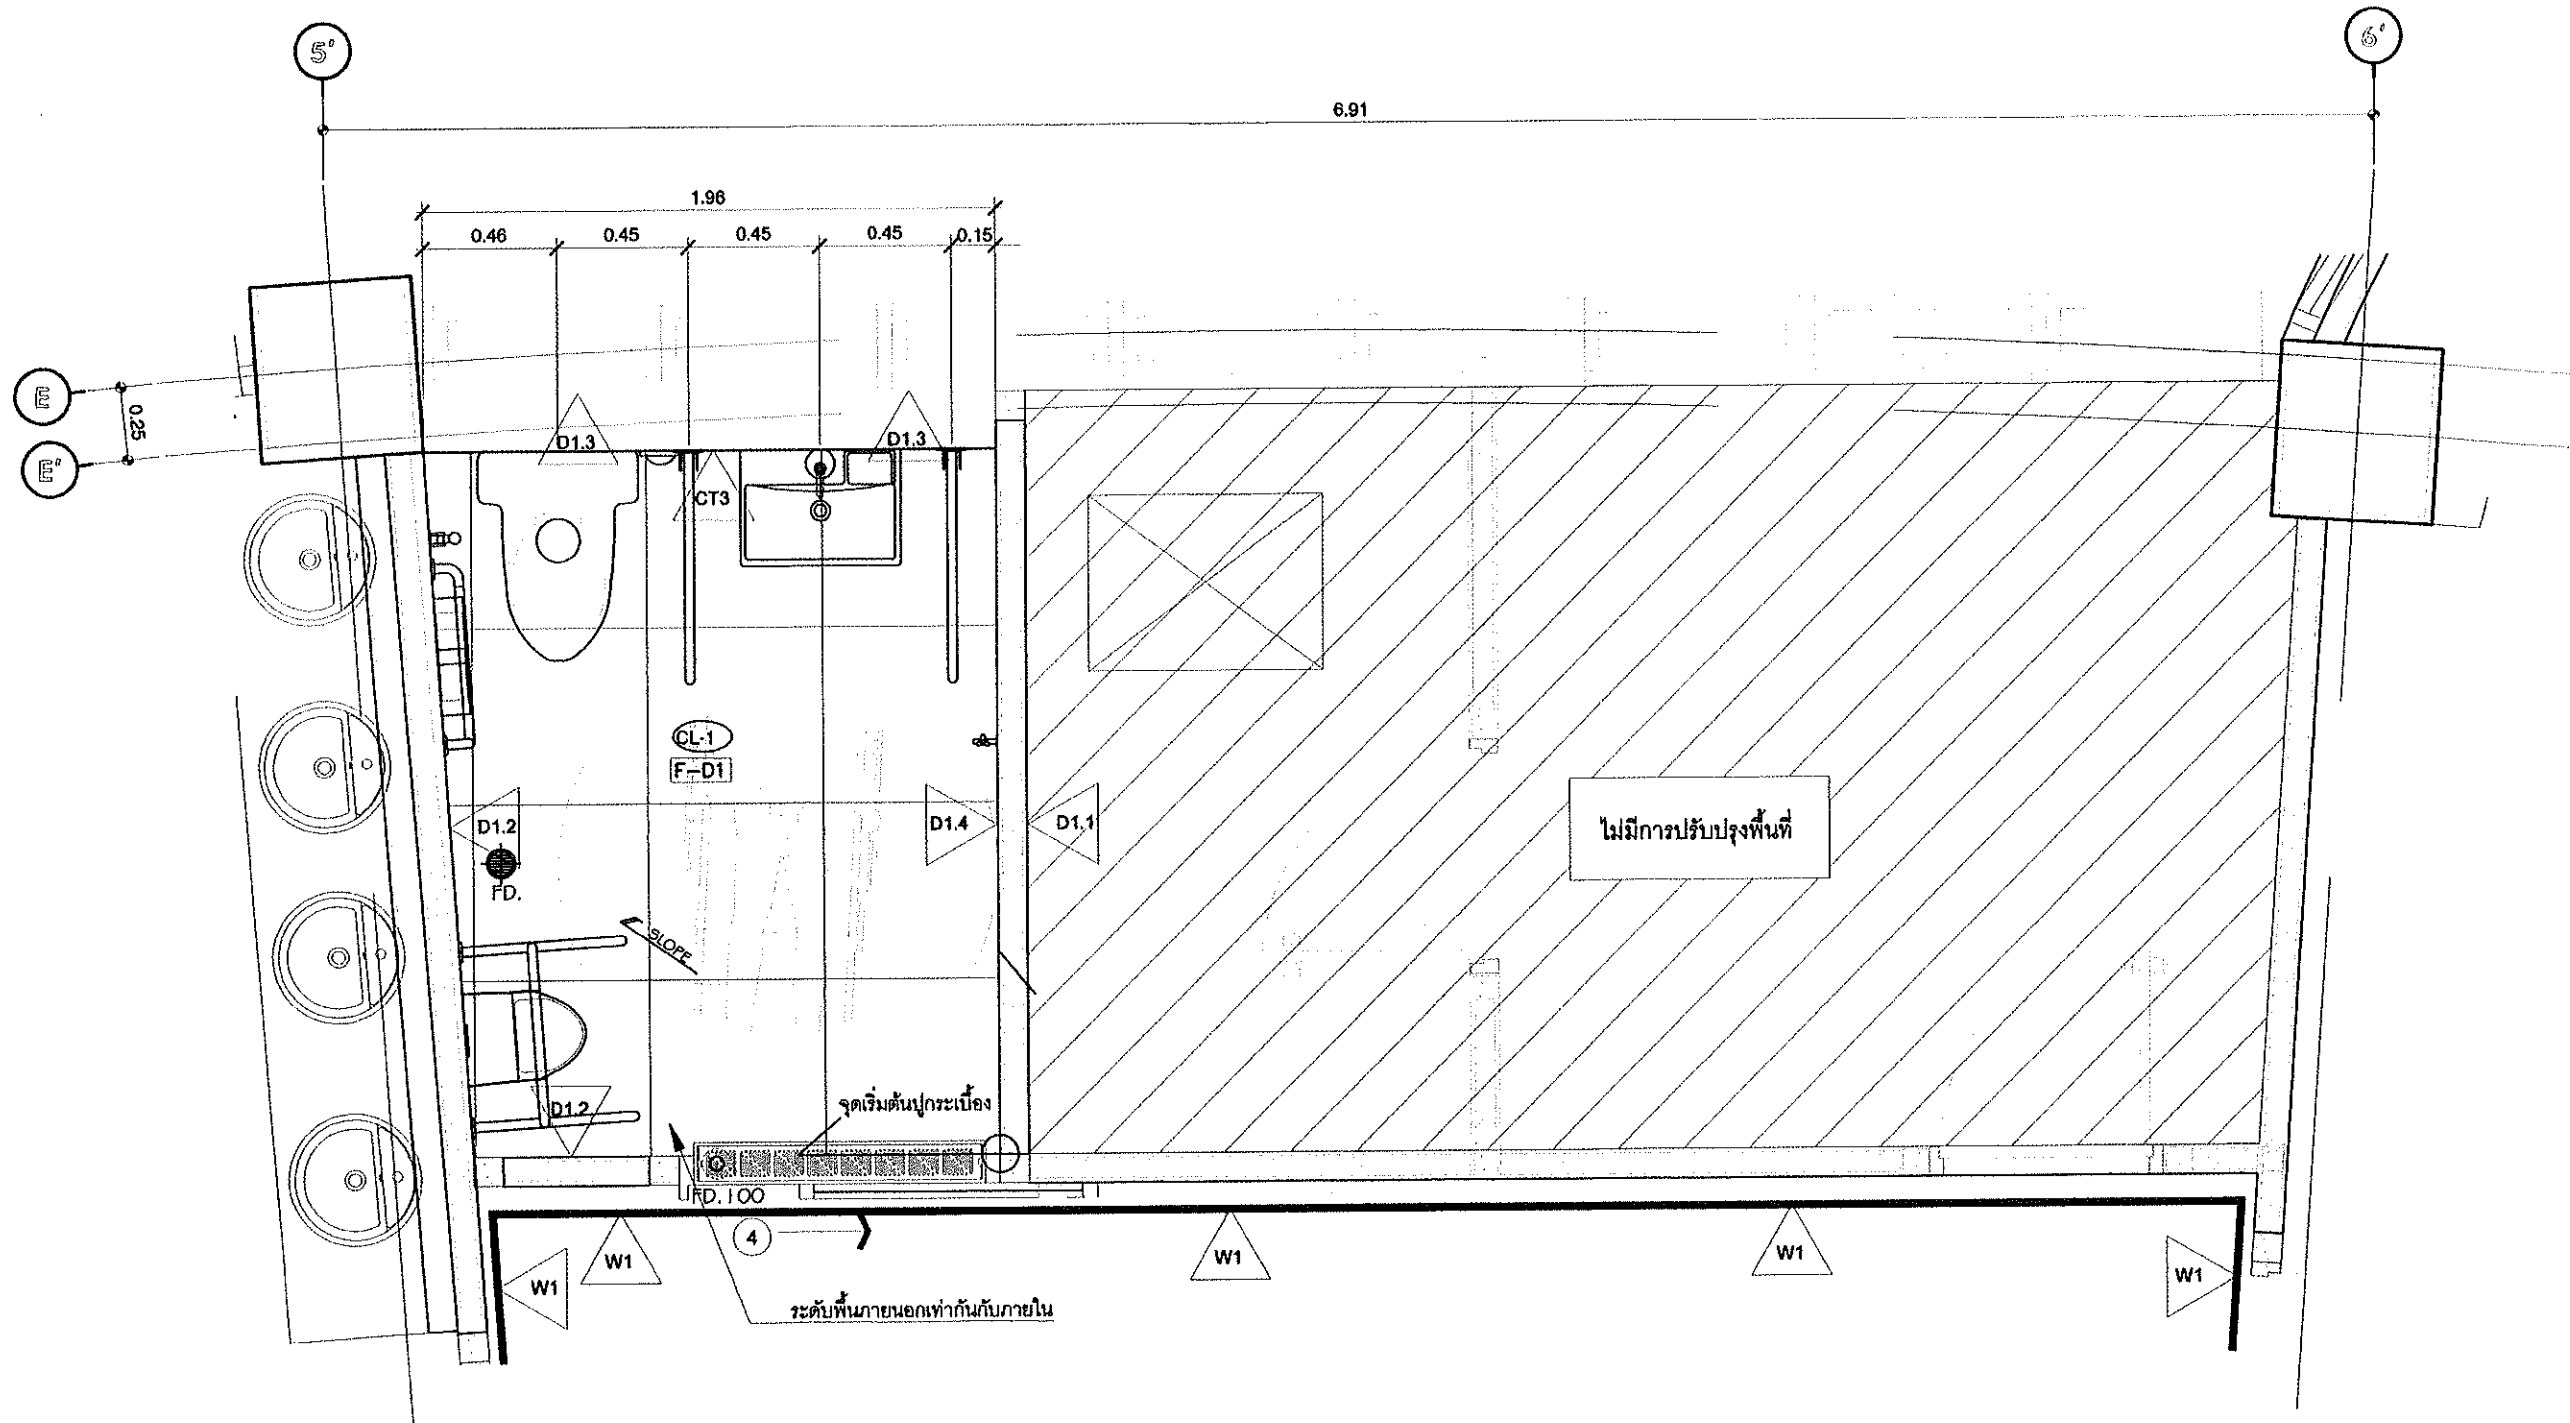 5'
6'
6.91
1.96
0.46
0.45
0.45
0.45
0.15
E
0.25
E'
D1.3
D1.3
CT3
CL-1
F-D1
D1.2
D1.4
D1.1
ไม่มีการปรับปรุงพื้นที่
FD.
SLOPE
จุดเริ่มต้นปูกระเบื้อง
D1.2
FD.100
4
W1
W1
W1
W1
W1
ระดับพื้นภายนอกเท่ากันกับภายใน